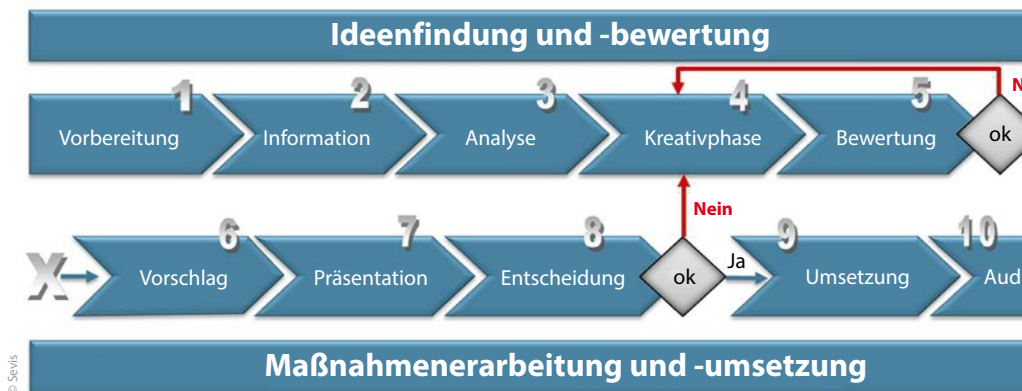 Ideenfindung und -bewertung
1 2 3 4 5
N
Vorbereitung Information Analyse Kreativphase Bewertung ok
Nein
6 7 8 9 10
X Vorschlag Präsentation Entscheidung ok Ja Umsetzung Aud
Maßnahmenerarbeitung und -umsetzung
© Sevis